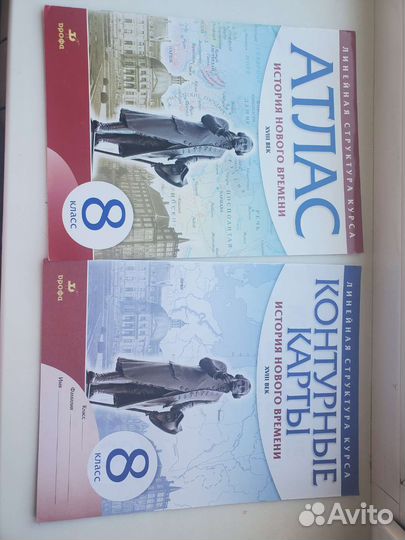 ЛИНЕЙНАЯ СТРУКТУРА КУРСА
АТЛАС
ИСТОРИЯ НОВОГО ВРЕМЕНИ
XVIII ВЕК
8
класс
дрофа
ЛИНЕЙНАЯ СТРУКТУРА КУРСА
КОНТУРНЫЕ
КАРТЫ
ИСТОРИЯ НОВОГО ВРЕМЕНИ
XVIII ВЕК
8
класс
Класс
Фамилия
Имя
дрофа
Avito